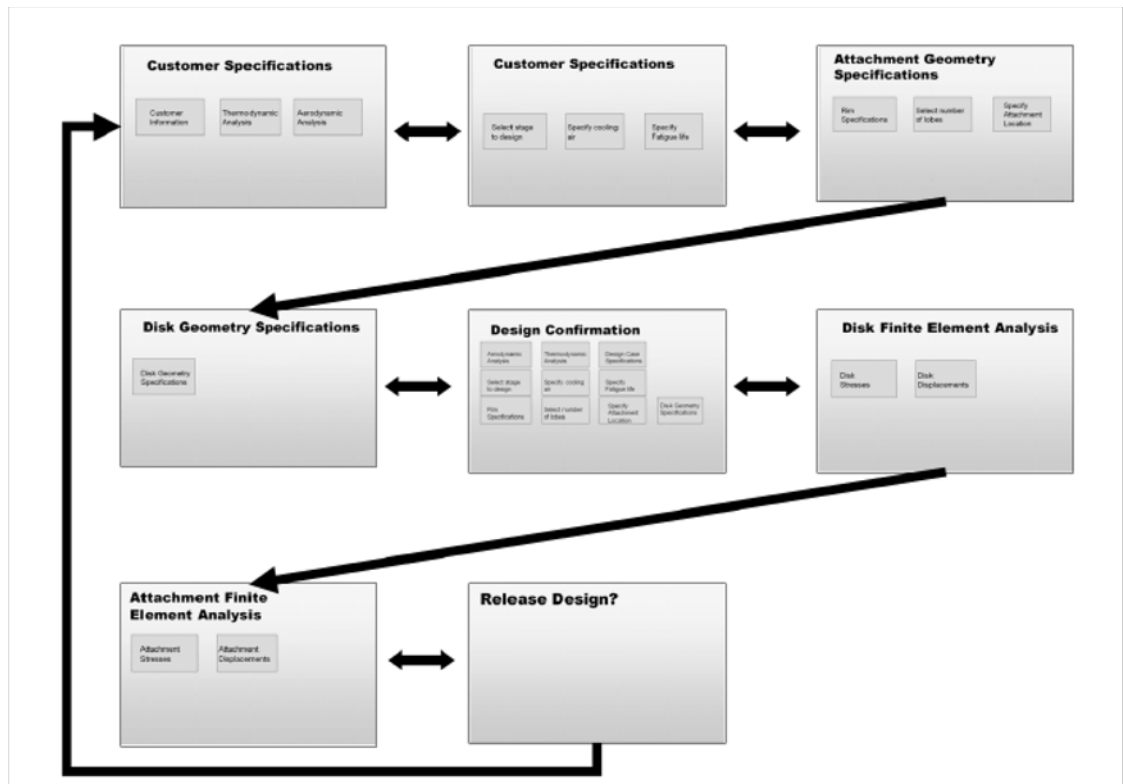 Customer Specifications
Customer
Information
Thermodynamic
Analysis
Aerodynamic
Analysis
Customer Specifications
Select stage
to design
Specify cooling
air
Specify
Fatigue life
Attachment Geometry
Specifications
Rim
Specifications
Select number
of lobes
Specify
Attachment
Location
Disk Geometry Specifications
Disk Geometry
Specifications
Design Confirmation
Aerodynamic
Analysis
Thermodynamic
Analysis
Design Case
Specifications
Select stage
to design
Specify cooling
air
Specify
Fatigue life
Rim
Specifications
Select number
of lobes
Specify
Attachment
Location
Disk Geometry
Specifications
Disk Finite Element Analysis
Disk
Stresses
Disk
Displacements
Attachment Finite
Element Analysis
Attachment
Stresses
Attachment
Displacements
Release Design?